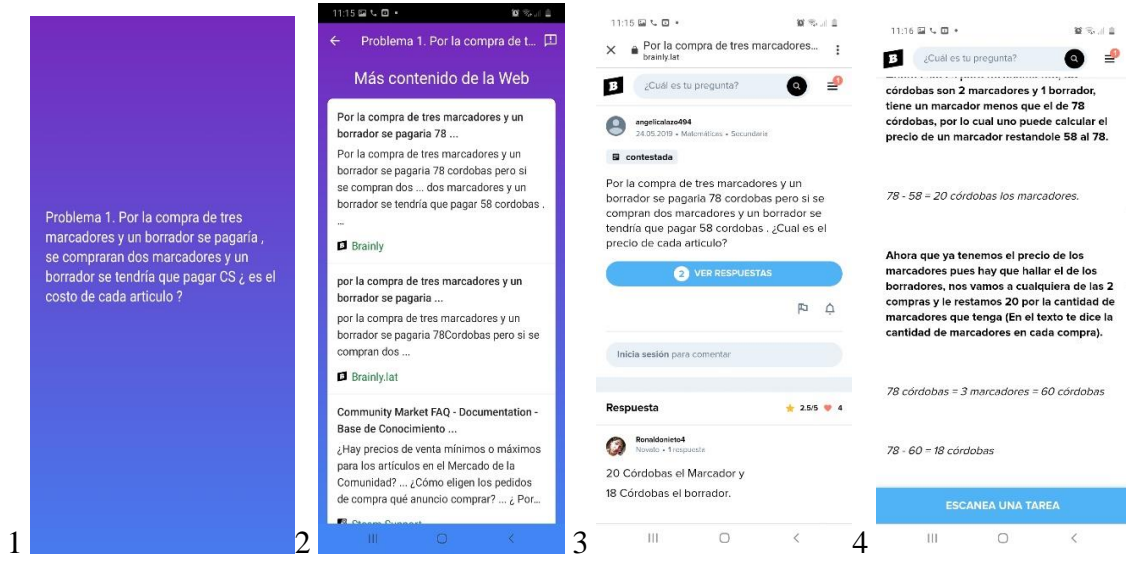 Problema 1. Por la compra de tres
marcadores y un borrador se pagaría ,
se compraran dos marcadores y un
borrador se tendría que pagar CS ¿ es el
costo de cada articulo ?
1
11:15
Problema 1. Por la compra de t...
Más contenido de la Web
Por la compra de tres marcadores y un
borrador se pagaria 78 ...
Por la compra de tres marcadores y un
borrador se pagaria 78 cordobas pero si
se compran dos ... dos marcadores y un
borrador se tendría que pagar 58 cordobas .
...
Brainly
por la compra de tres marcadores y un
borrador se pagaria ...
por la compra de tres marcadores y un
borrador se pagaria 78Cordobas pero si se
compran dos ...
Brainly.lat
Community Market FAQ - Documentation -
Base de Conocimiento ...
¿Hay precios de venta mínimos o máximos
para los artículos en el Mercado de la
Comunidad? ... ¿Cómo eligen los pedidos
de compra qué anuncio comprar? ... ¿ Por...
2
11:15
Por la compra de tres marcadores...
brainly.lat
B
¿Cuál es tu pregunta?
1
angelicalazo494
24.05.2019 • Matemáticas • Secundaria
contestada
Por la compra de tres marcadores y un
borrador se pagaria 78 cordobas pero si se
compran dos marcadores y un borrador se
tendría que pagar 58 cordobas . ¿Cual es el
precio de cada articulo?
2 VER RESPUESTAS
Inicia sesión para comentar
Respuesta
2.5/5 4
Ronaldonieto4
Novato • 1 respuesta
20 Córdobas el Marcador y
18 Córdobas el borrador.
3
11:16
B
¿Cuál es tu pregunta?
1
córdobas son 2 marcadores y 1 borrador,
tiene un marcador menos que el de 78
córdobas, por lo cual uno puede calcular el
precio de un marcador restandole 58 al 78.
78 - 58 = 20 córdobas los marcadores.
Ahora que ya tenemos el precio de los
marcadores pues hay que hallar el de los
borradores, nos vamos a cualquiera de las 2
compras y le restamos 20 por la cantidad de
marcadores que tenga (En el texto te dice la
cantidad de marcadores en cada compra).
78 córdobas = 3 marcadores = 60 córdobas
78 - 60 = 18 córdobas
ESCANEA UNA TAREA
4